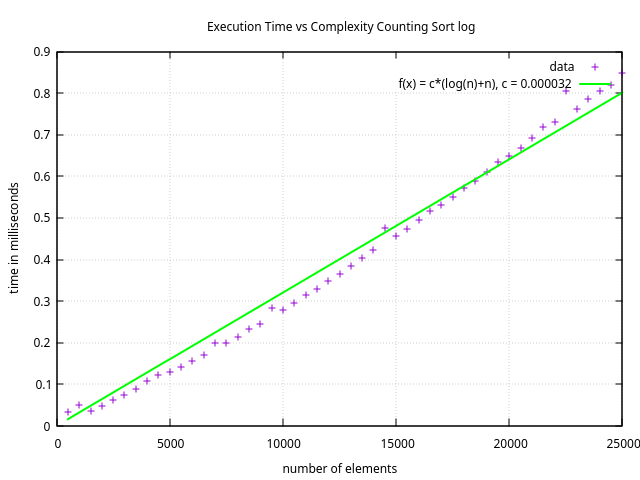 Execution Time vs Complexity Counting Sort log
data
f(x) = c*(log(n)+n), c = 0.000032
time in milliseconds
0.9
0.8
0.7
0.6
0.5
0.4
0.3
0.2
0.1
0
0 5000 10000 15000 20000 25000
number of elements